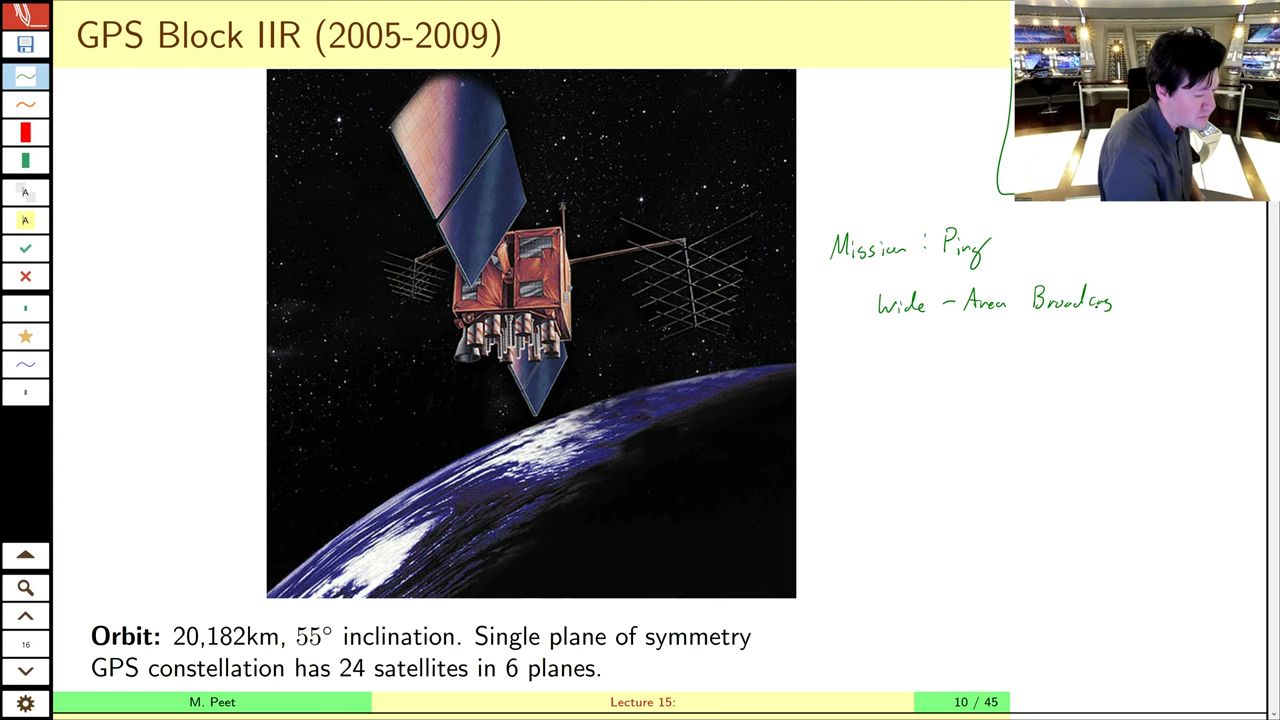 GPS Block IIR (2005-2009)
Mission : Ping
Wide - Area Broadcas
Orbit: 20,182km, 55° inclination. Single plane of symmetry
GPS constellation has 24 satellites in 6 planes.
M. Peet
Lecture 15:
10 / 45
A
A
16